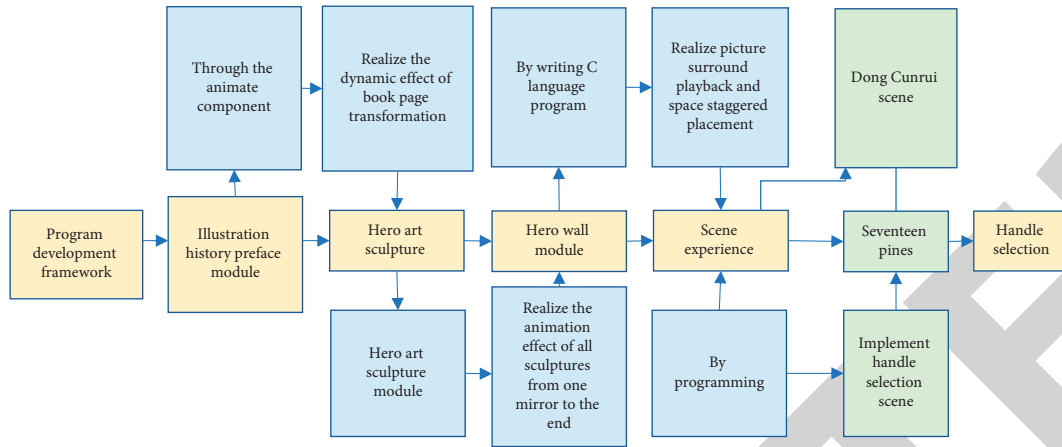 Through the
animate
component
Realize the
dynamic effect of
book page
transformation
By writing C
language
program
Realize picture
surround
playback and
space staggered
placement
Dong Cunrui
scene
Program
development
framework
Illustration
history preface
module
Hero art
sculpture
Hero wall
module
Scene
experience
Seventeen
pines
Handle
selection
Hero art
sculpture
module
Realize the
animation
effect of all
sculptures
from one
mirror to the
end
By
programming
Implement
handle
selection
scene